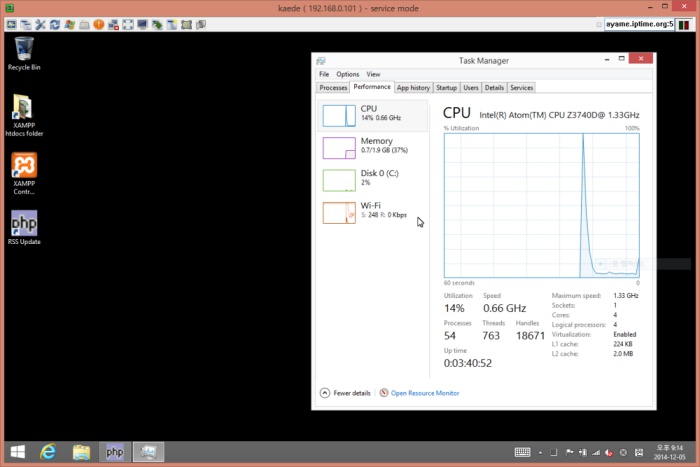 kaede ( 192.168.0.101 ) - service mode
ayame.iptime.org:5
Recycle Bin
XAMPP
htdocs folder
XAMPP
Contr...
php
RSS Update
Task Manager
File Options View
Processes Performance App history Startup Users Details Services
CPU
14% 0.66 GHz
Memory
0.7/1.9 GB (37%)
Disk 0 (C:)
2%
Wi-Fi
S: 248 R: 0 Kbps
CPU Intel(R) Atom(TM) CPU Z3740D@ 1.33GHz
% Utilization 100%
60 seconds 0
Utilization Speed
14% 0.66 GHz
Processes Threads Handles
54 763 18671
Up time
0:03:40:52
Maximum speed: 1.33 GHz
Sockets: 1
Cores: 4
Logical processors: 4
Virtualization: Enabled
L1 cache: 224 KB
L2 cache: 2.0 MB
Fewer details Open Resource Monitor
php
오후 9:14
2014-12-05